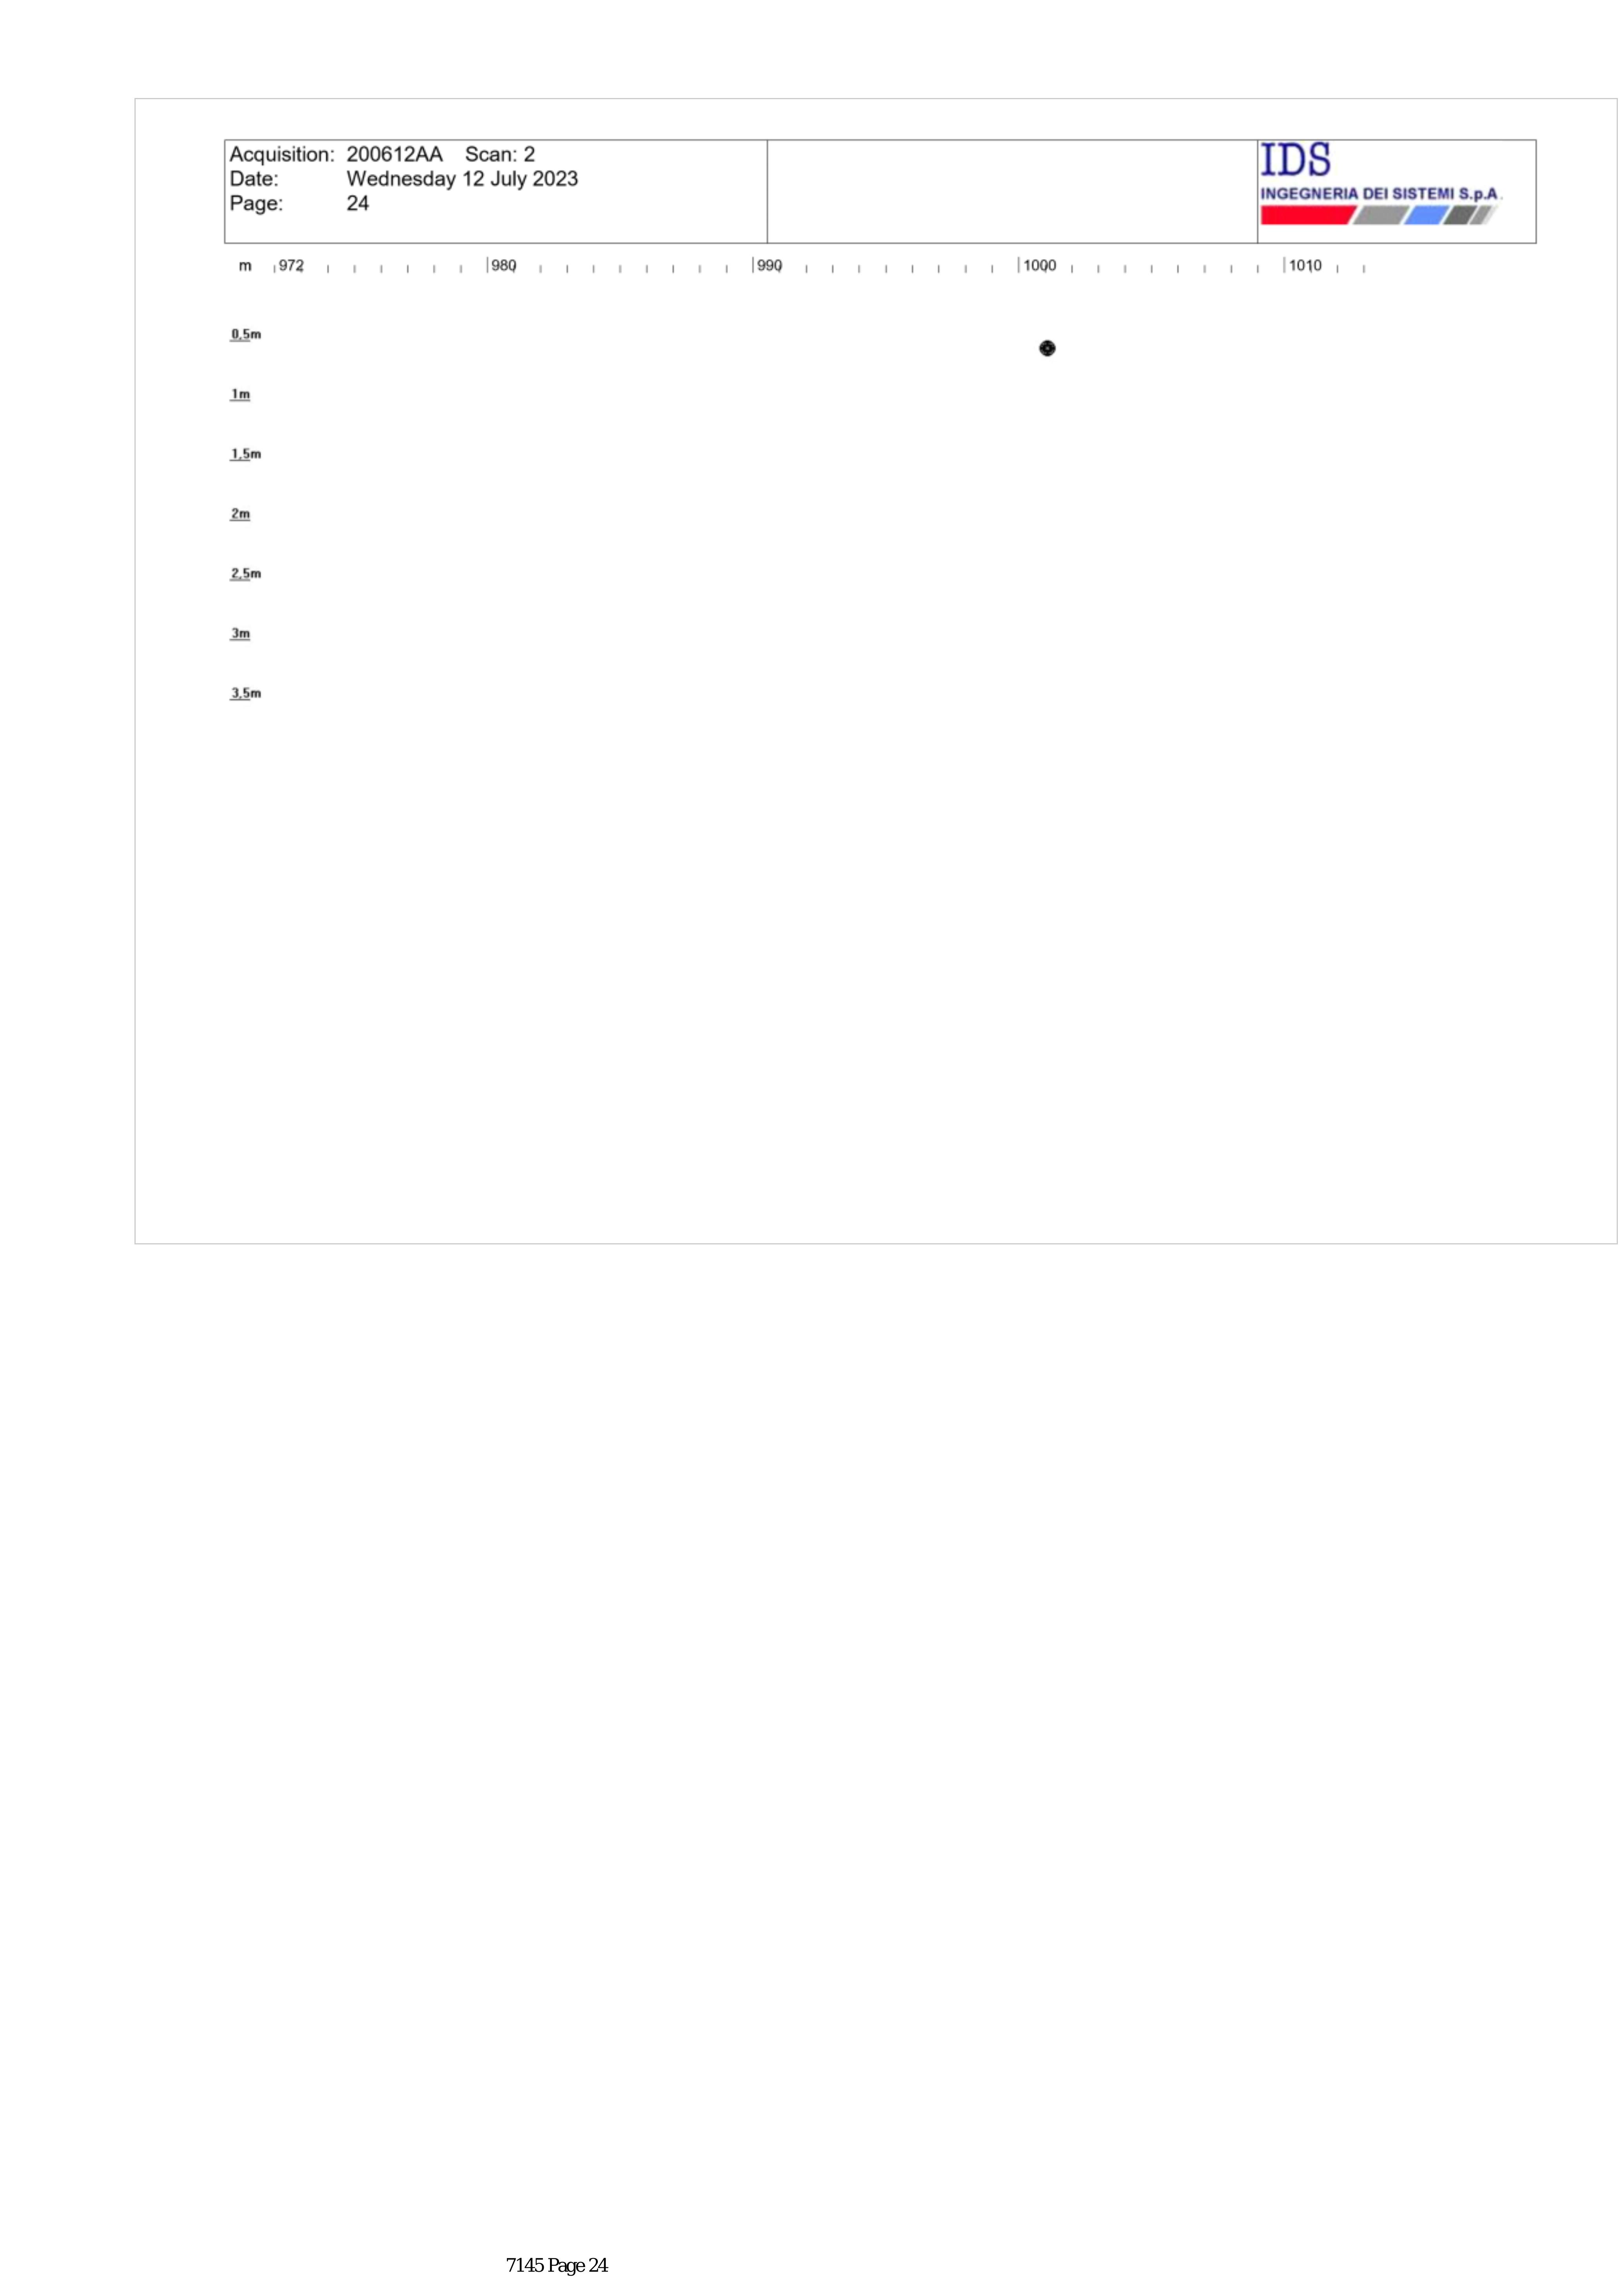 Acquisition: 200612AA Scan: 2
Date: Wednesday 12 July 2023
Page: 24
IDS
INGEGNERIA DEI SISTEMI S.p.A.
m 972 980 990 1000 1010
0,5m
1m
1,5m
2m
2,5m
3m
3,5m
7145 Page 24